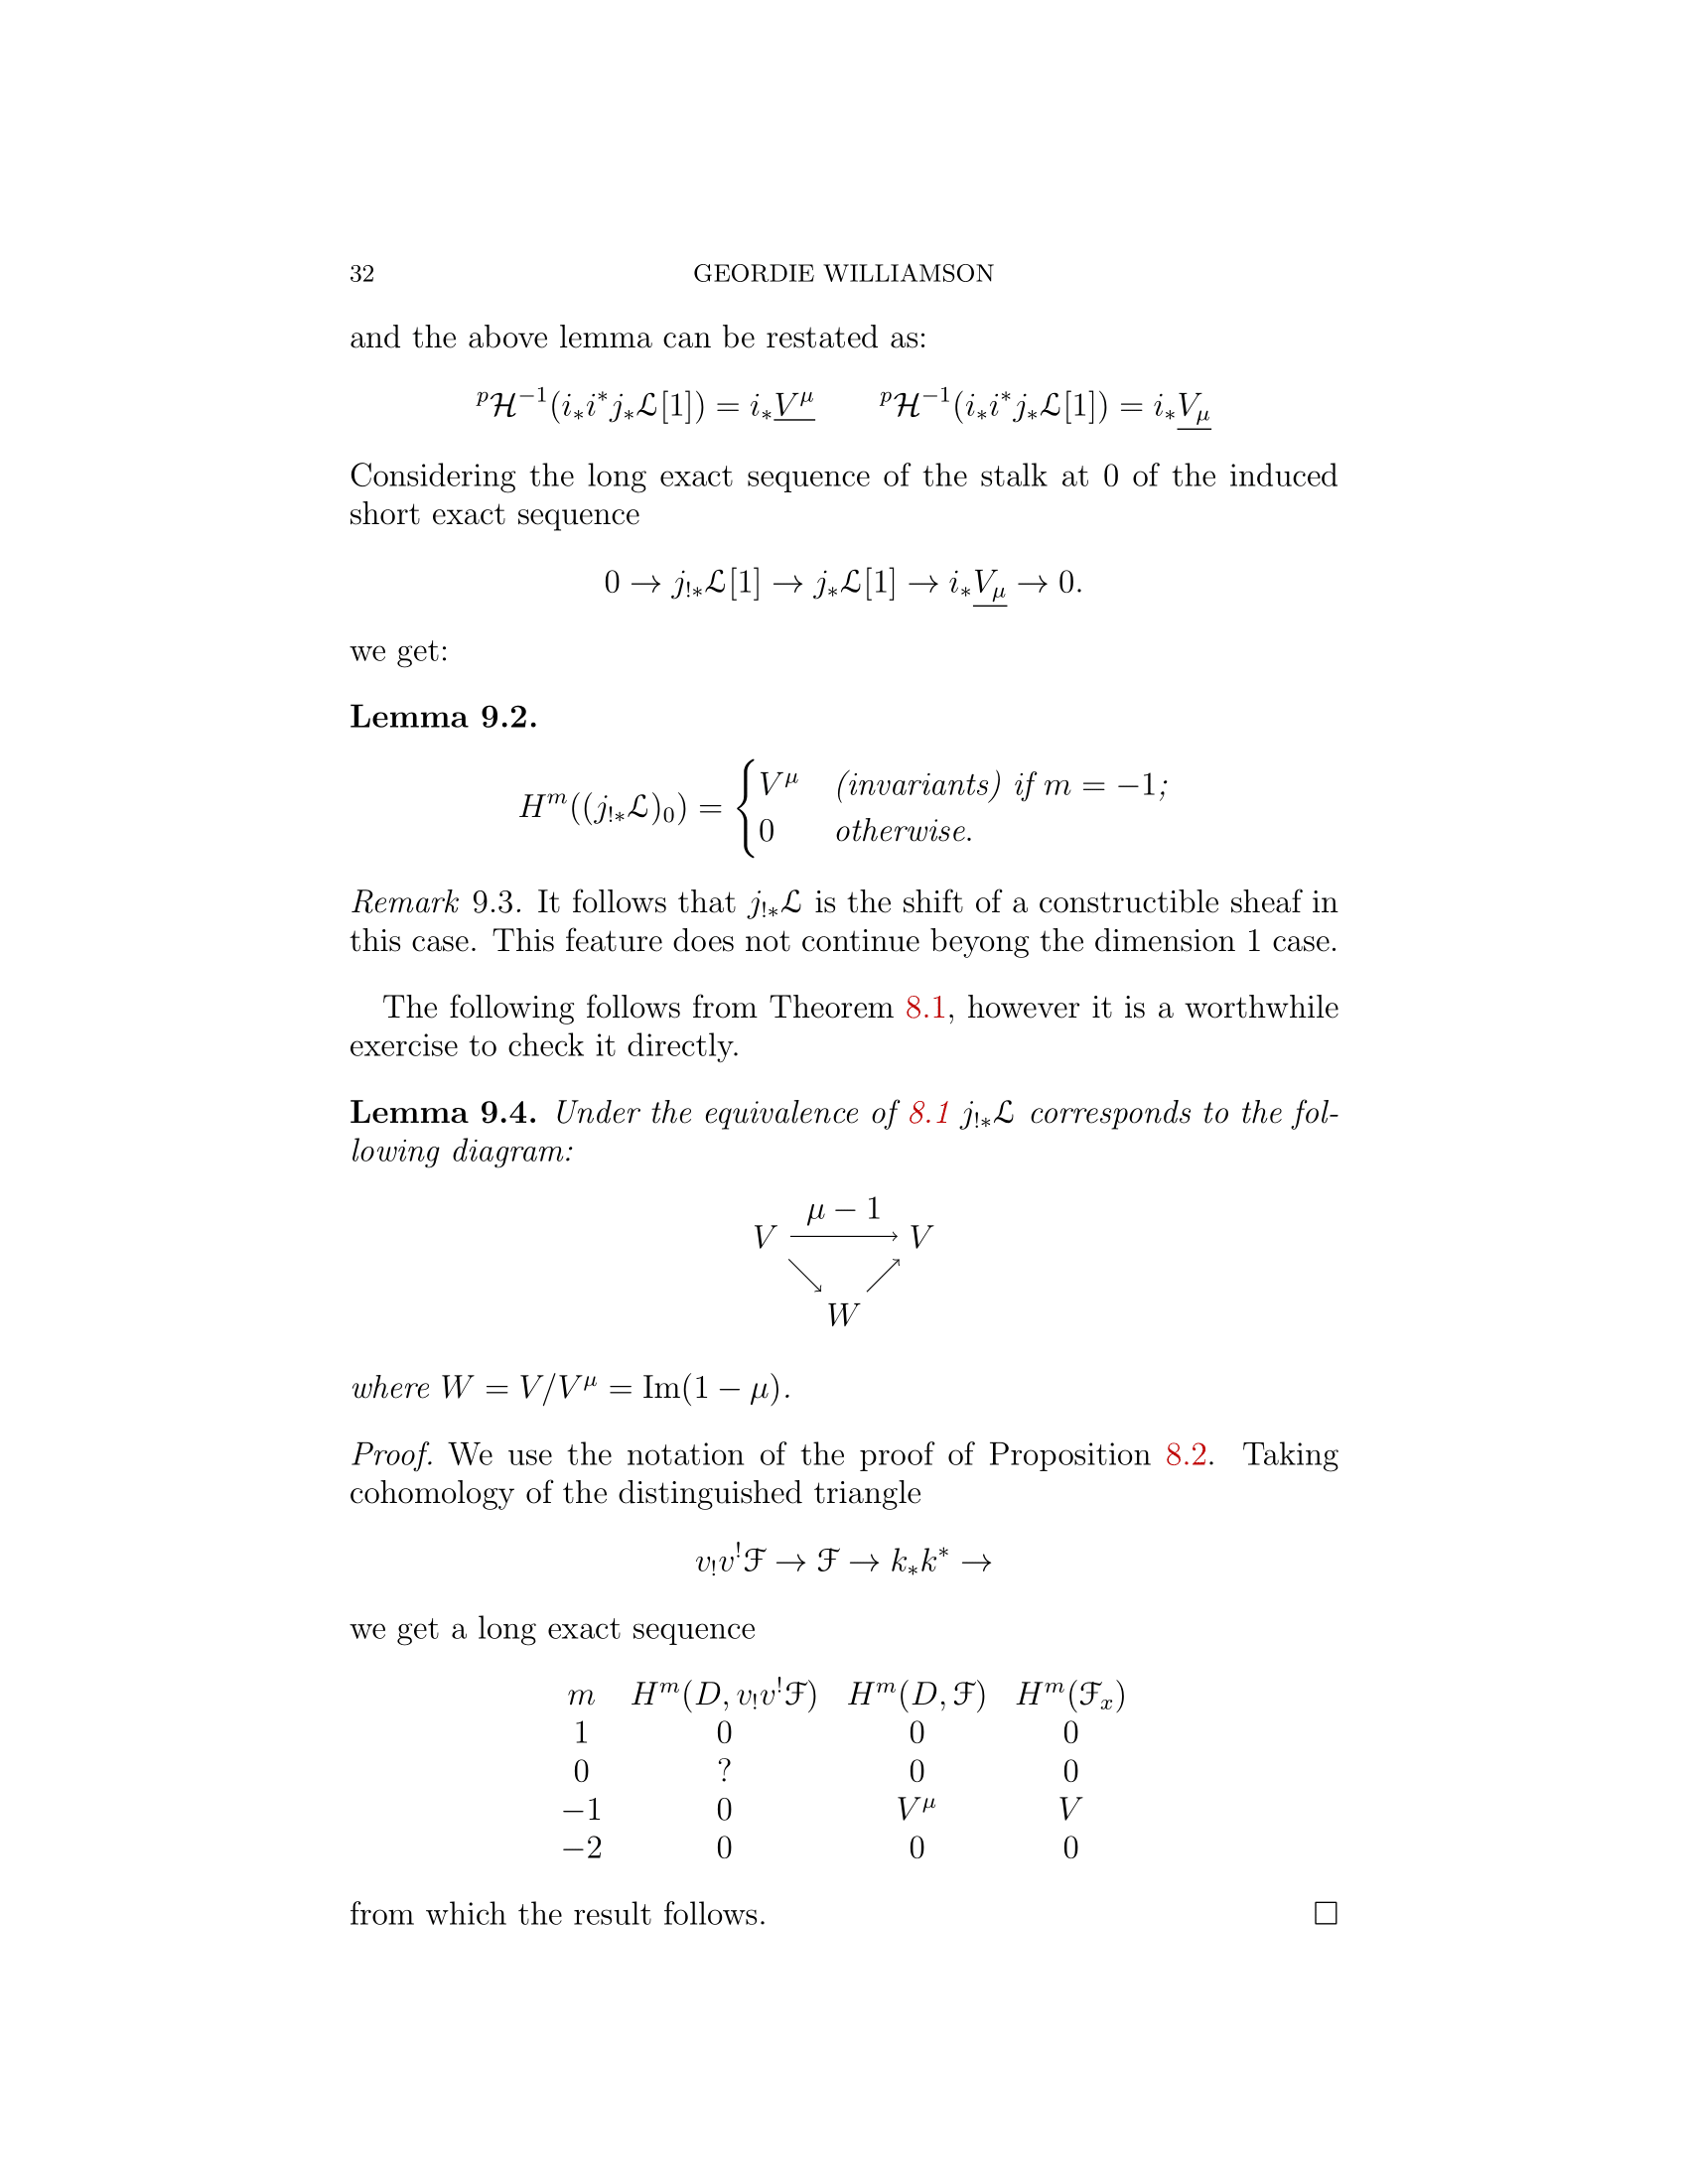 32 GEORDIE WILLIAMSON
and the above lemma can be restated as:
${}^p\mathcal{H}^{-1}(i_*i^*j_*\mathcal{L}[1]) = i_*\underline{V^\mu}$ ${}^p\mathcal{H}^{-1}(i_*i^*j_*\mathcal{L}[1]) = i_*\underline{V_\mu}$
Considering the long exact sequence of the stalk at 0 of the induced
short exact sequence
$0 \to j_{!*}\mathcal{L}[1] \to j_*\mathcal{L}[1] \to i_*\underline{V_\mu} \to 0.$
we get:
Lemma 9.2.
$H^m((j_{!*}\mathcal{L})_0) = \begin{cases} V^\mu & \text{(invariants) if } m = -1; \\ 0 & \text{otherwise.} \end{cases}$
Remark 9.3. It follows that $j_{!*}\mathcal{L}$ is the shift of a constructible sheaf in
this case. This feature does not continue beyong the dimension 1 case.
The following follows from Theorem 8.1, however it is a worthwhile
exercise to check it directly.
Lemma 9.4. Under the equivalence of 8.1 $j_{!*}\mathcal{L}$ corresponds to the fol-
lowing diagram:
$\mu - 1$
$V \longrightarrow V$
$\searrow \nearrow$
$W$
where $W = V/V^\mu = \mathrm{Im}(1 - \mu)$.
Proof. We use the notation of the proof of Proposition 8.2. Taking
cohomology of the distinguished triangle
$v_!v^!\mathcal{F} \to \mathcal{F} \to k_*k^* \to$
we get a long exact sequence
$m$ $H^m(D, v_!v^!\mathcal{F})$ $H^m(D, \mathcal{F})$ $H^m(\mathcal{F}_x)$
1 0 0 0
0 ? 0 0
−1 0 $V^\mu$ $V$
−2 0 0 0
from which the result follows. □